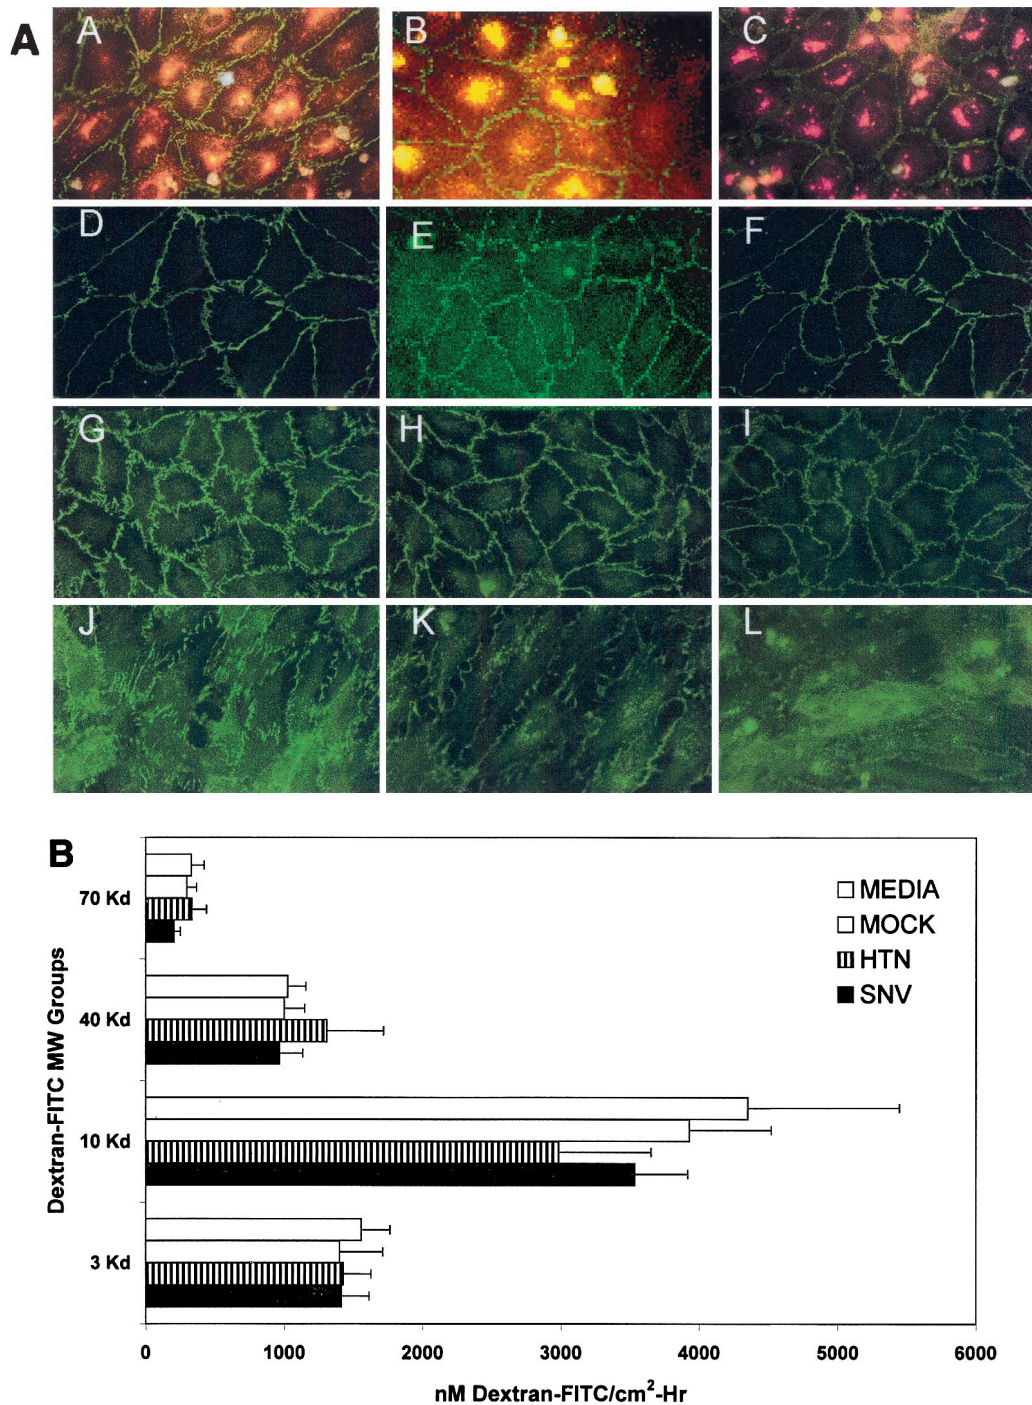 A
A
B
C
D
E
F
G
H
I
J
K
L
B
Dextran-FITC MW Groups
70 Kd
40 Kd
10 Kd
3 Kd
MEDIA
MOCK
HTN
SNV
0 1000 2000 3000 4000 5000 6000
nM Dextran-FITC/cm²-Hr